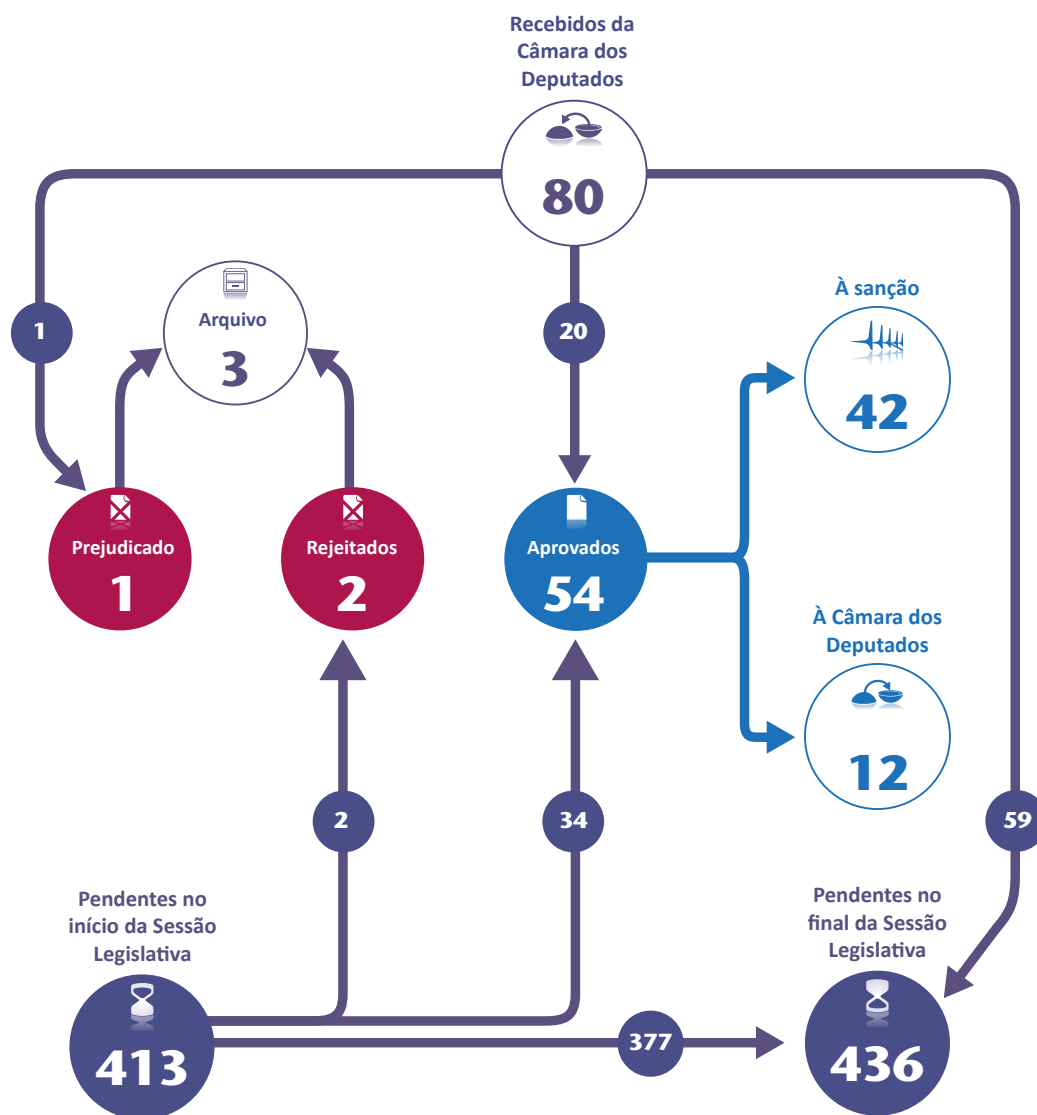 Recebidos da
Câmara dos
Deputados
80
1
Arquivo
3
20
À sanção
42
Prejudicado
1
Rejeitados
2
Aprovados
54
À Câmara dos
Deputados
12
2
34
59
Pendentes no
início da Sessão
Legislativa
413
377
Pendentes no
final da Sessão
Legislativa
436